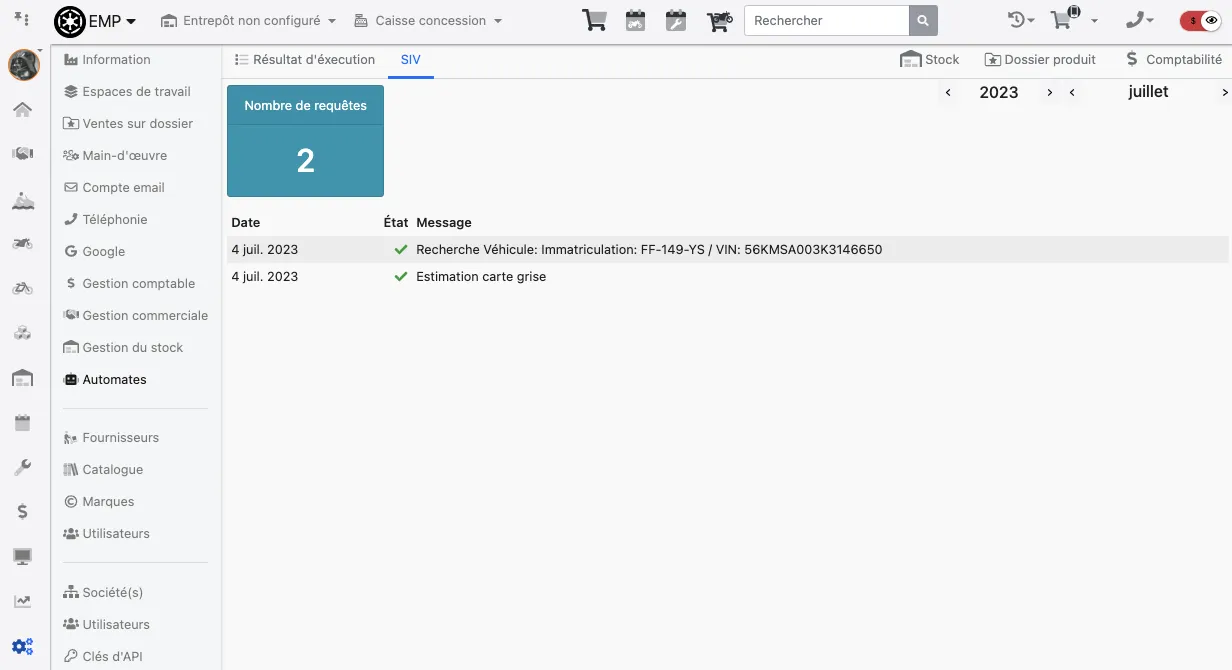 EMP
Entrepôt non configuré
Caisse concession
Rechercher
$
Information
Espaces de travail
Ventes sur dossier
Main-d'œuvre
Compte email
Téléphonie
G Google
$ Gestion comptable
Gestion commerciale
Gestion du stock
Automates
Fournisseurs
Catalogue
© Marques
Utilisateurs
Société(s)
Utilisateurs
Clés d'API
Résultat d'éxecution
SIV
Stock
Dossier produit
$ Comptabilité
‹ 2023 › ‹ juillet ›
Nombre de requêtes
2
Date État Message
4 juil. 2023 ✓ Recherche Véhicule: Immatriculation: FF-149-YS / VIN: 56KMSA003K3146650
4 juil. 2023 ✓ Estimation carte grise